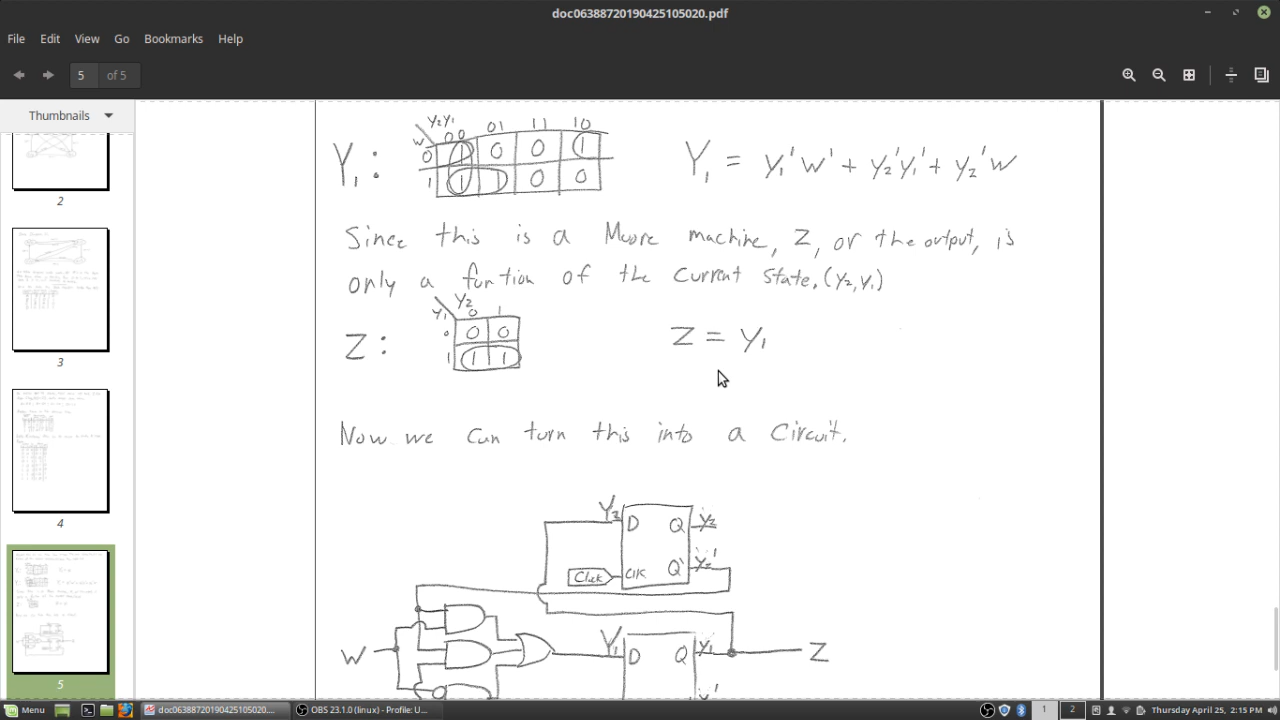 doc06388720190425105020.pdf
File Edit View Go Bookmarks Help
5 of 5
Thumbnails
2
3
4
5
Y₁: w y₂y₁ 00 01 11 10
0 1 0 0 1
1 1 1 0 0
Y₁ = y₁'w' + y₂'y₁' + y₂'w
Since this is a Moore machine, Z, or the output, is
only a funtion of the current state. (y₂, y₁)
Z: y₁ y₂ 0 1
0 0 0
1 1 1
Z = y₁
Now we can turn this into a circuit.
Y₂ D Q y₂
Clock CLK Q' y₂'
W Y₁ D Q y₁ Z
y₁'
Menu doc06388720190425105020.pdf... OBS 23.1.0 (linux) - Profile: U... 1 2 Thursday April 25, 2:15 PM